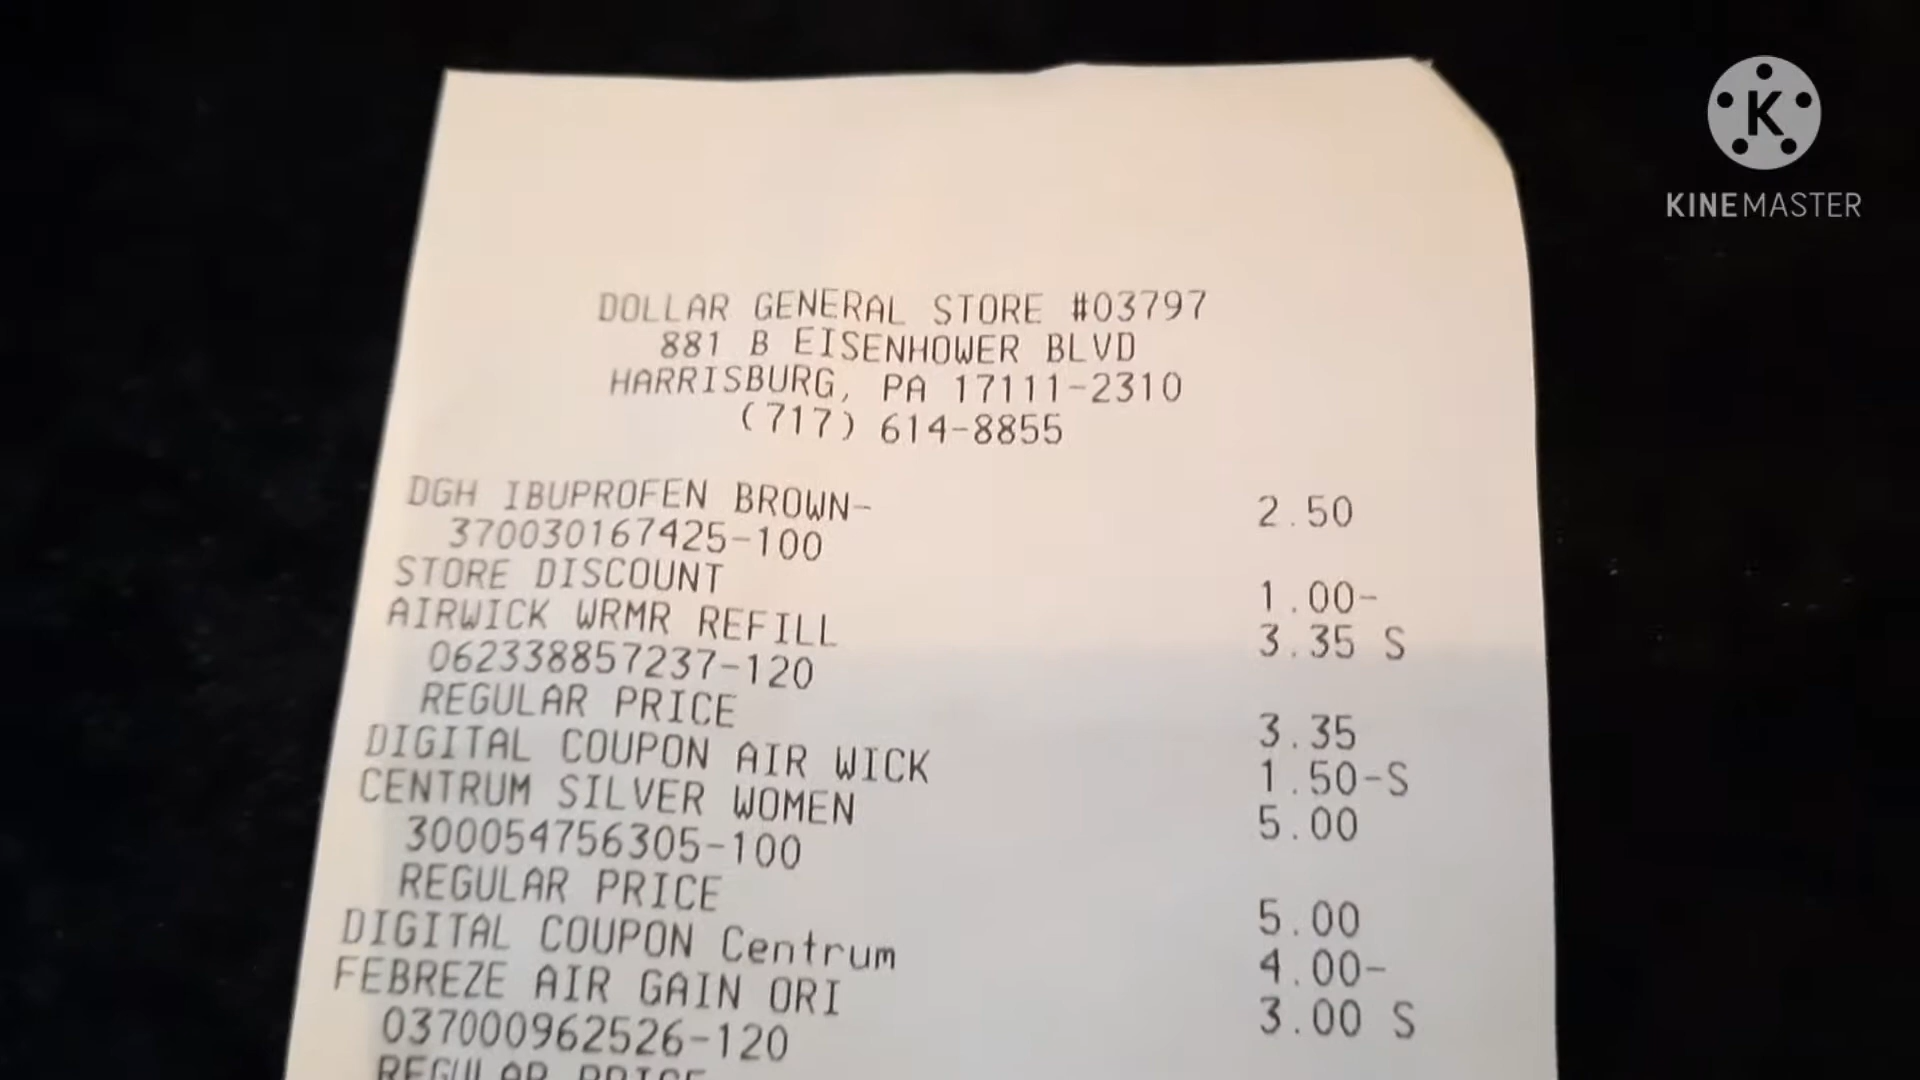 K
KINEMASTER
DOLLAR GENERAL STORE #03797
881 B EISENHOWER BLVD
HARRISBURG, PA 17111-2310
(717) 614-8855
DGH IBUPROFEN BROWN- 2.50
370030167425-100
STORE DISCOUNT 1.00-
AIRWICK WRMR REFILL 3.35 S
062338857237-120
REGULAR PRICE 3.35
DIGITAL COUPON AIR WICK 1.50-S
CENTRUM SILVER WOMEN 5.00
300054756305-100
REGULAR PRICE 5.00
DIGITAL COUPON Centrum 4.00-
FEBREZE AIR GAIN ORI 3.00 S
037000962526-120
REGULAR PRICE